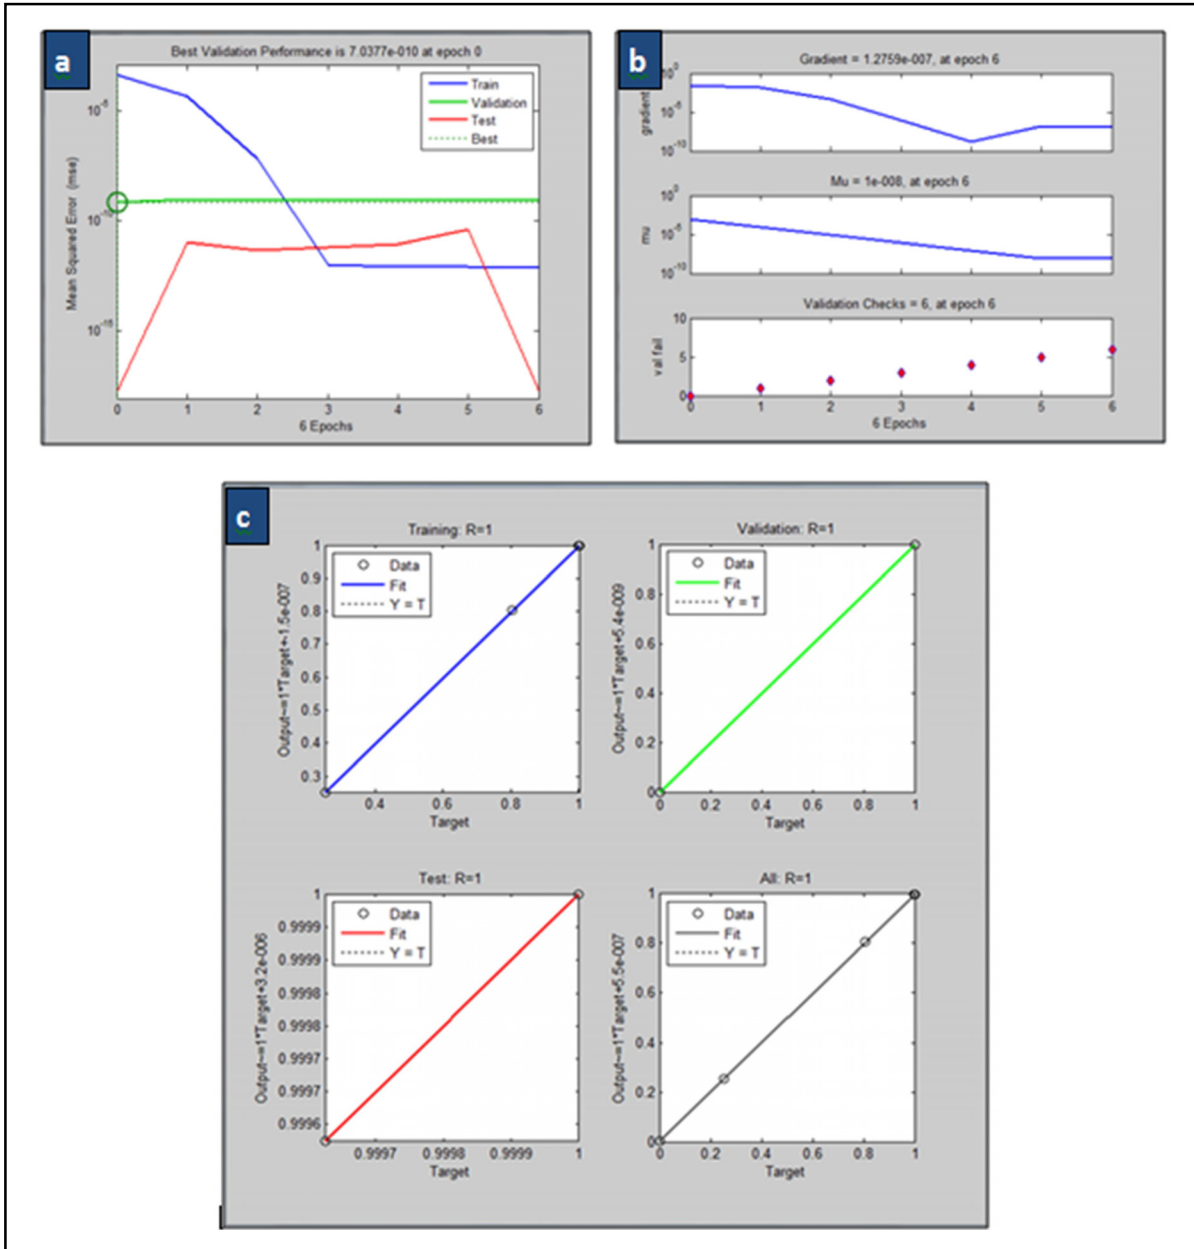 a
Best Validation Performance is 7.0377e-010 at epoch 0
Mean Squared Error (mse)
10^-5
10^-10
10^-15
Train
Validation
Test
Best
0 1 2 3 4 5 6
6 Epochs
b
Gradient = 1.2759e-007, at epoch 6
gradient
10^0
10^-5
10^-10
Mu = 1e-008, at epoch 6
mu
10^0
10^-5
10^-10
Validation Checks = 6, at epoch 6
val fail
10
5
0
0 1 2 3 4 5 6
6 Epochs
c
Training: R=1
Output~=1*Target+-1.5e-007
1
0.9
0.8
0.7
0.6
0.5
0.4
0.3
Data
Fit
Y = T
0.4 0.6 0.8 1
Target
Validation: R=1
Output~=1*Target+5.4e-009
1
0.8
0.6
0.4
0.2
0
Data
Fit
Y = T
0 0.2 0.4 0.6 0.8 1
Target
Test: R=1
Output~=1*Target+3.2e-006
1
0.9999
0.9999
0.9998
0.9998
0.9997
0.9997
0.9996
Data
Fit
Y = T
0.9997 0.9998 0.9999 1
Target
All: R=1
Output~=1*Target+5.5e-007
1
0.8
0.6
0.4
0.2
0
Data
Fit
Y = T
0 0.2 0.4 0.6 0.8 1
Target